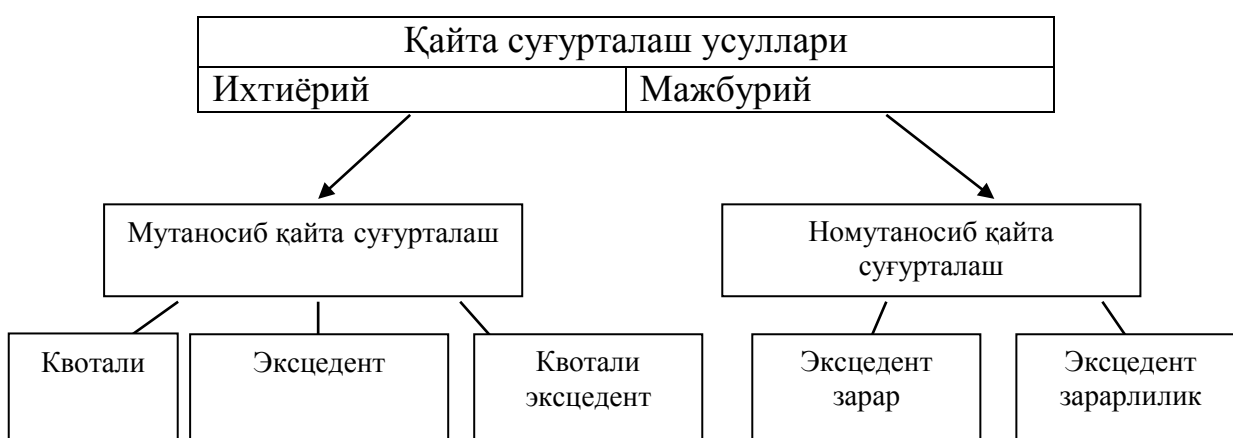 Қайта суғурталаш усуллари
Ихтиёрий
Мажбурий
Мутаносиб қайта суғурталаш
Номутаносиб қайта
суғурталаш
Квотали
Эксцедент
Квотали
эксцедент
Эксцедент
зарар
Эксцедент
зарарлилик